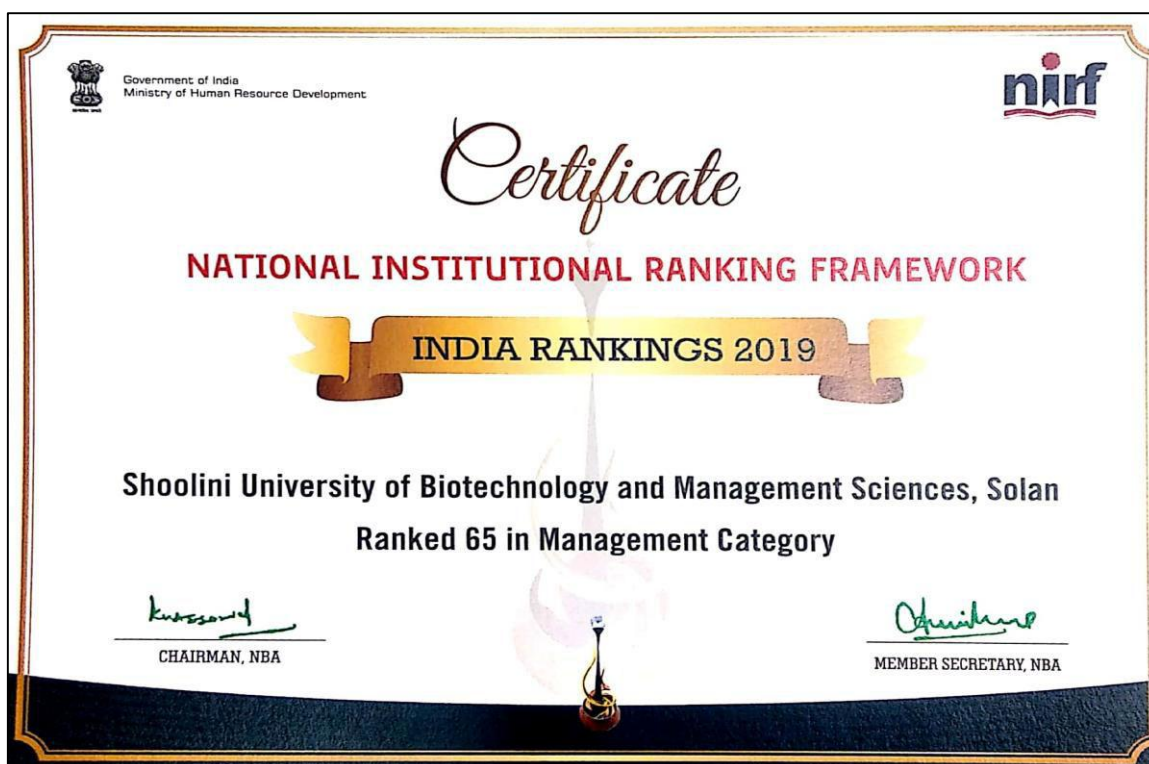 Government of India
Ministry of Human Resource Development
nirf
Certificate
NATIONAL INSTITUTIONAL RANKING FRAMEWORK
INDIA RANKINGS 2019
Shoolini University of Biotechnology and Management Sciences, Solan
Ranked 65 in Management Category
CHAIRMAN, NBA
MEMBER SECRETARY, NBA